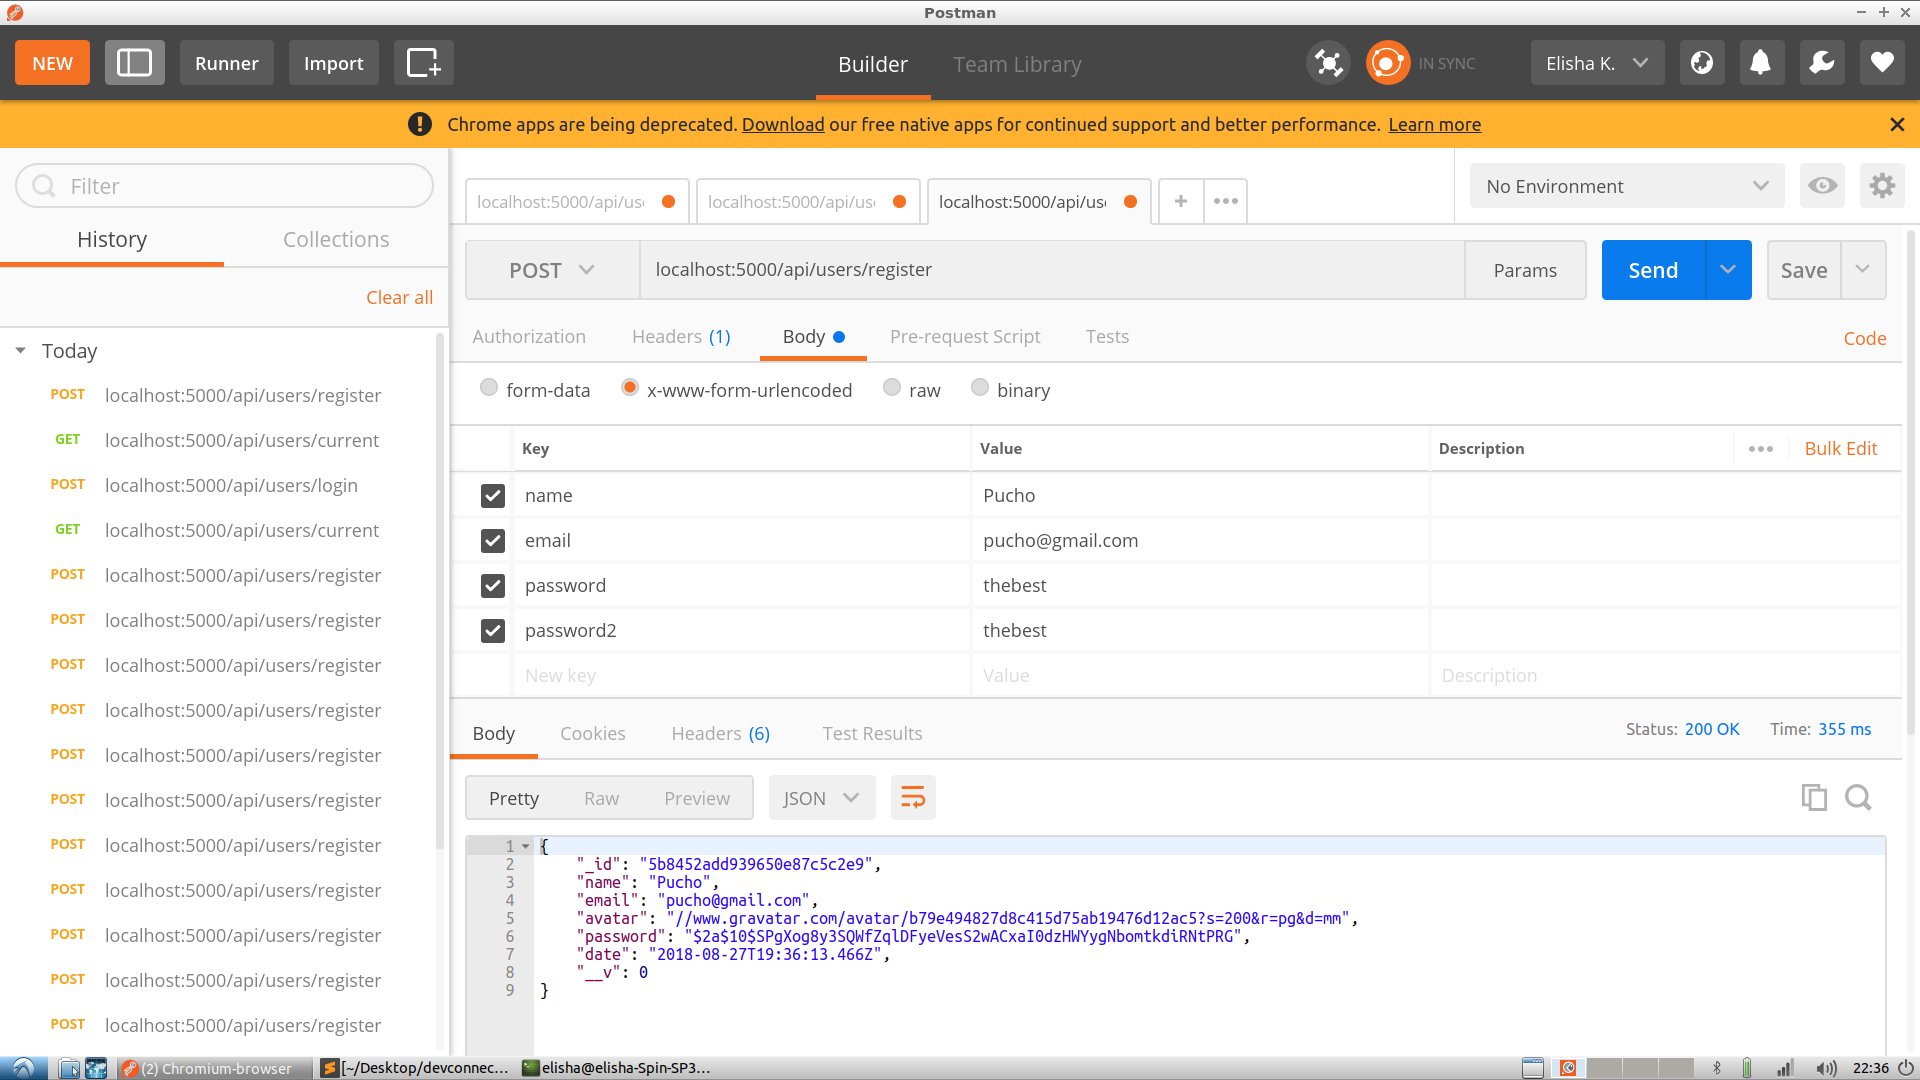 Postman
NEW
Runner
Import
Builder
Team Library
IN SYNC
Elisha K.
Chrome apps are being deprecated. Download our free native apps for continued support and better performance. Learn more
Filter
History
Collections
Clear all
Today
POST localhost:5000/api/users/register
GET localhost:5000/api/users/current
POST localhost:5000/api/users/login
GET localhost:5000/api/users/current
POST localhost:5000/api/users/register
POST localhost:5000/api/users/register
POST localhost:5000/api/users/register
POST localhost:5000/api/users/register
POST localhost:5000/api/users/register
POST localhost:5000/api/users/register
POST localhost:5000/api/users/register
POST localhost:5000/api/users/register
POST localhost:5000/api/users/register
POST localhost:5000/api/users/register
POST localhost:5000/api/users/register
localhost:5000/api/us
localhost:5000/api/us
localhost:5000/api/us
No Environment
POST
localhost:5000/api/users/register
Params
Send
Save
Authorization
Headers (1)
Body
Pre-request Script
Tests
Code
form-data
x-www-form-urlencoded
raw
binary
Key Value Description Bulk Edit
name Pucho
email pucho@gmail.com
password thebest
password2 thebest
New key Value Description
Body
Cookies
Headers (6)
Test Results
Status: 200 OK
Time: 355 ms
Pretty
Raw
Preview
JSON
1 {
2 "_id": "5b8452add939650e87c5c2e9",
3 "name": "Pucho",
4 "email": "pucho@gmail.com",
5 "avatar": "//www.gravatar.com/avatar/b79e494827d8c415d75ab19476d12ac5?s=200&r=pg&d=mm",
6 "password": "$2a$10$SPgXog8y3SQWfZqlDFyeVesS2wACxaI0dzHWYygNbomtkdiRNtPRG",
7 "date": "2018-08-27T19:36:13.466Z",
8 "__v": 0
9 }
(2) Chromium-browser
[~/Desktop/devconnec...
elisha@elisha-Spin-SP3...
22:36